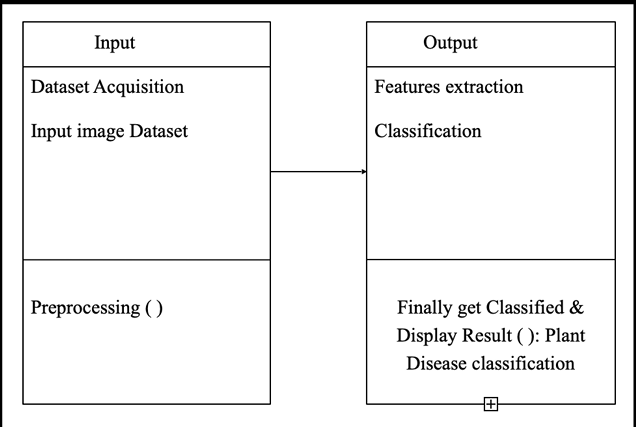 Input
Dataset Acquisition
Input image Dataset
Preprocessing ( )
Output
Features extraction
Classification
Finally get Classified &
Display Result ( ): Plant
Disease classification